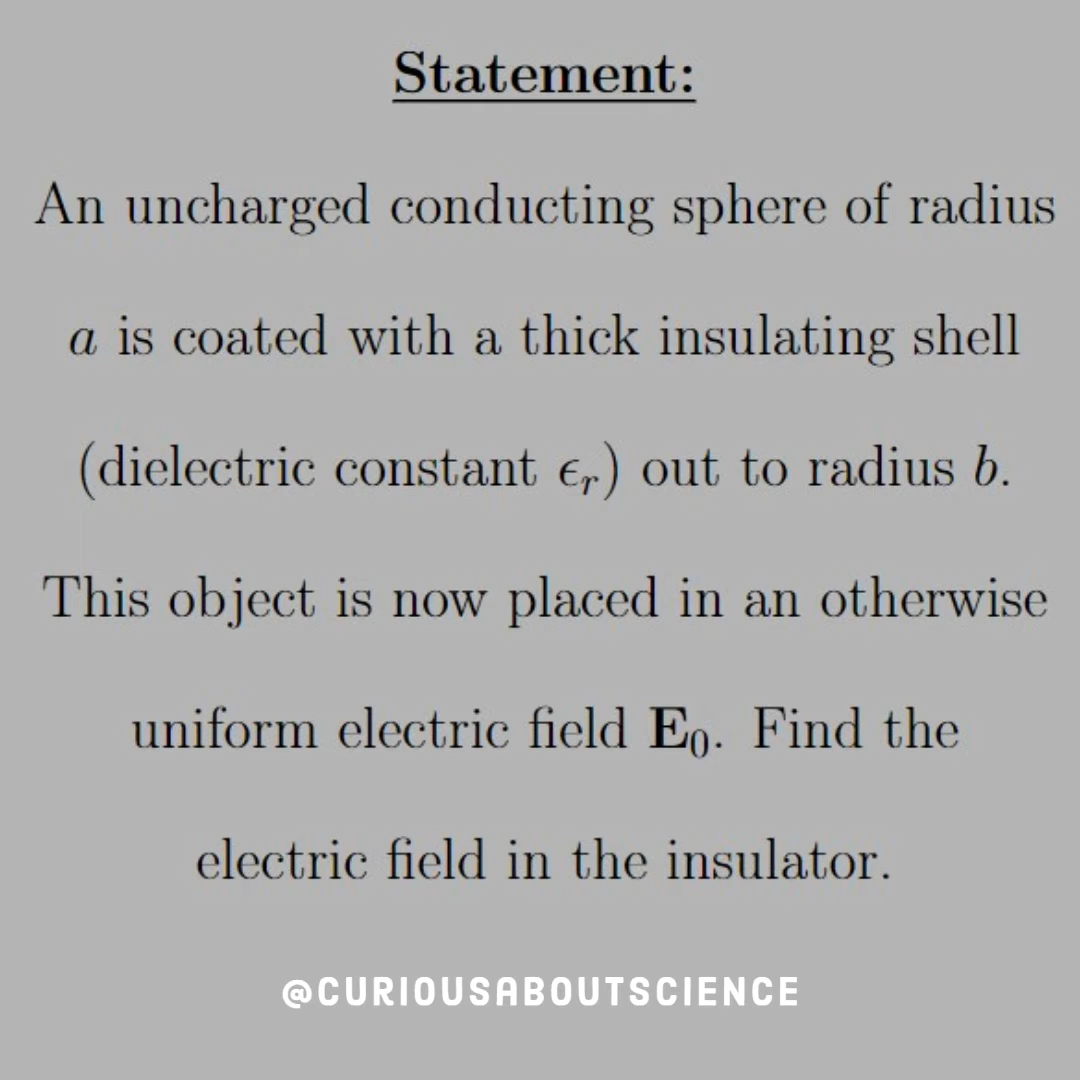 Statement:
An uncharged conducting sphere of radius
a is coated with a thick insulating shell
(dielectric constant ϵᵣ) out to radius b.
This object is now placed in an otherwise
uniform electric field E₀. Find the
electric field in the insulator.
@CURIOUSABOUTSCIENCE